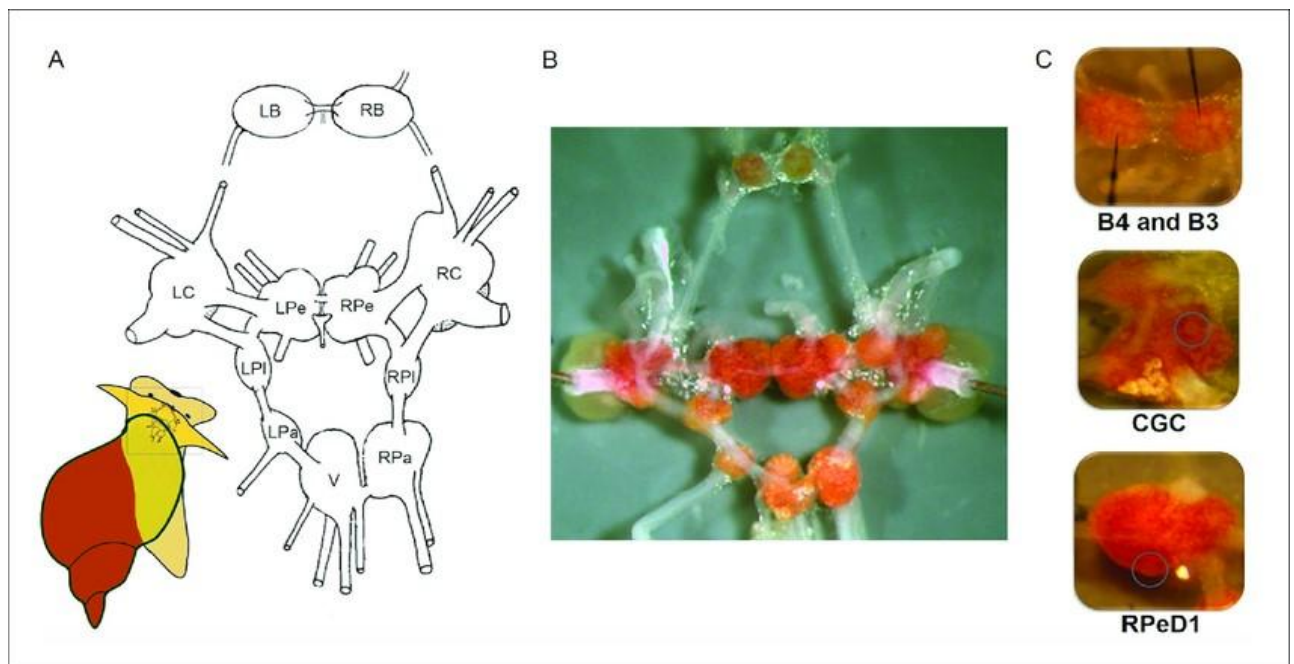 A
LB
RB
LC
LPe
RPe
RC
LPl
RPl
LPa
V
RPa
B
C
B4 and B3
CGC
RPeD1